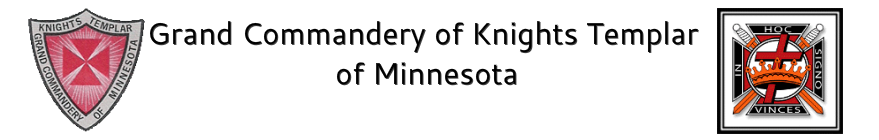 KNIGHTS TEMPLAR
GRAND COMMANDERY OF MINNESOTA
Grand Commandery of Knights Templar
of Minnesota
IN HOC SIGNO VINCES